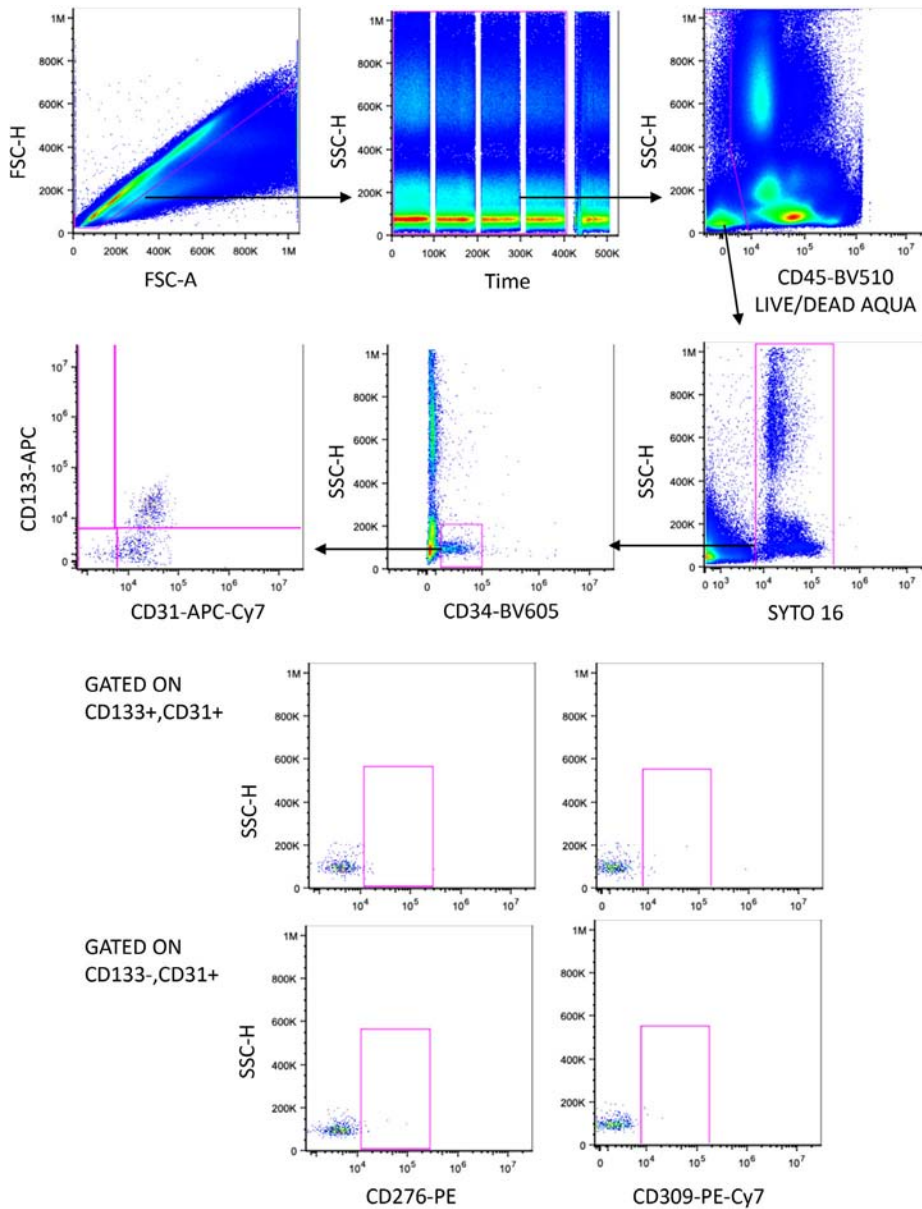 1M
800K
600K
400K
200K
0
FSC-H
0 200K 400K 600K 800K 1M
FSC-A
1M
800K
600K
400K
200K
0
SSC-H
0 100K 200K 300K 400K 500K
Time
1M
800K
600K
400K
200K
0
SSC-H
10^4 10^5 10^6 10^7
CD45-BV510
LIVE/DEAD AQUA
10^7
10^6
10^5
10^4
0
CD133-APC
10^4 10^5 10^6 10^7
CD31-APC-Cy7
1M
800K
600K
400K
200K
0
SSC-H
0 10^5 10^6 10^7
CD34-BV605
1M
800K
600K
400K
200K
0
SSC-H
0 10^3 10^4 10^5 10^6 10^7
SYTO 16
GATED ON
CD133+,CD31+
1M
800K
600K
400K
200K
0
SSC-H
10^4 10^5 10^6 10^7
1M
800K
600K
400K
200K
0
0 10^4 10^5 10^6 10^7
GATED ON
CD133-,CD31+
1M
800K
600K
400K
200K
0
SSC-H
10^4 10^5 10^6 10^7
CD276-PE
1M
800K
600K
400K
200K
0
0 10^4 10^5 10^6 10^7
CD309-PE-Cy7